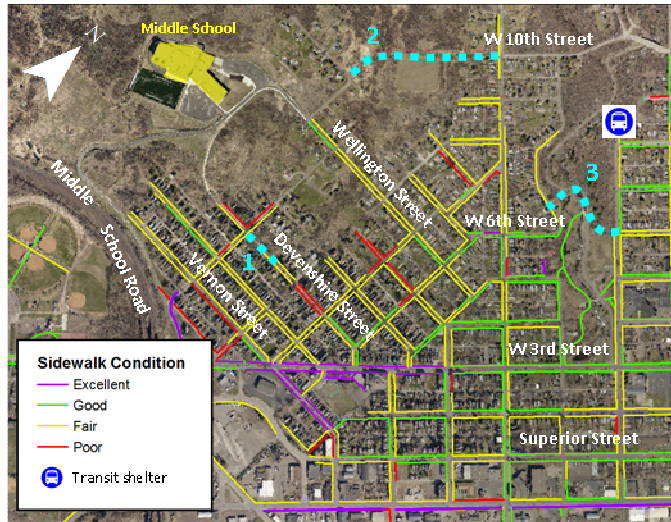 Middle School
N
2
W 10th Street
Wellington Street
3
Middle School Road
W 6th Street
1
Devonshire Street
Vernon Street
W 3rd Street
Superior Street
Sidewalk Condition
Excellent
Good
Fair
Poor
Transit shelter